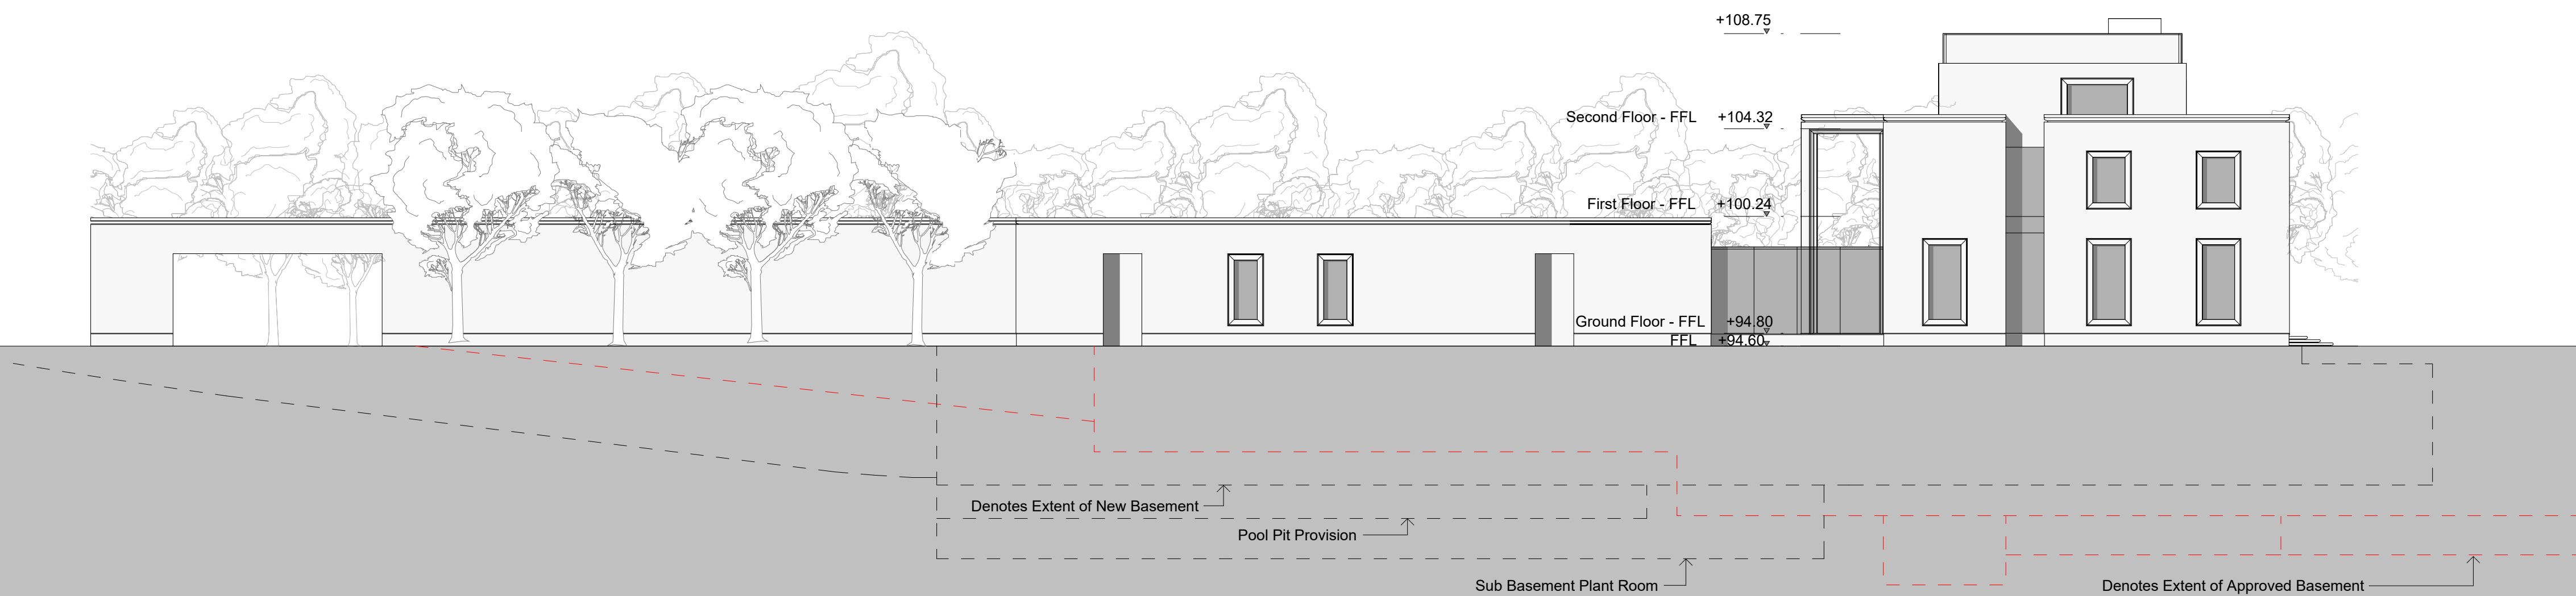 +108.75
Second Floor - FFL +104.32
First Floor - FFL +100.24
Ground Floor - FFL +94.80
FFL +94.60
Denotes Extent of New Basement
Pool Pit Provision
Sub Basement Plant Room
Denotes Extent of Approved Basement